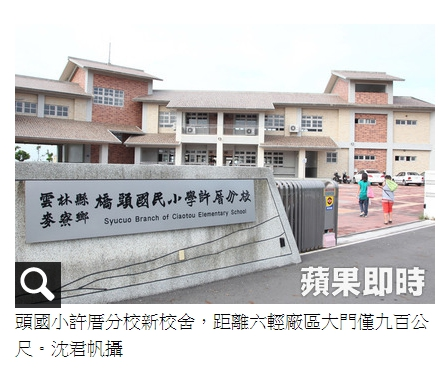 雲林縣
麥寮鄉
橋頭國民小學許厝分校
Syucuo Branch of Ciaotou Elementary School
蘋果即時
頭國小許厝分校新校舍，距離六輕廠區大門僅九百公
尺。沈君帆攝